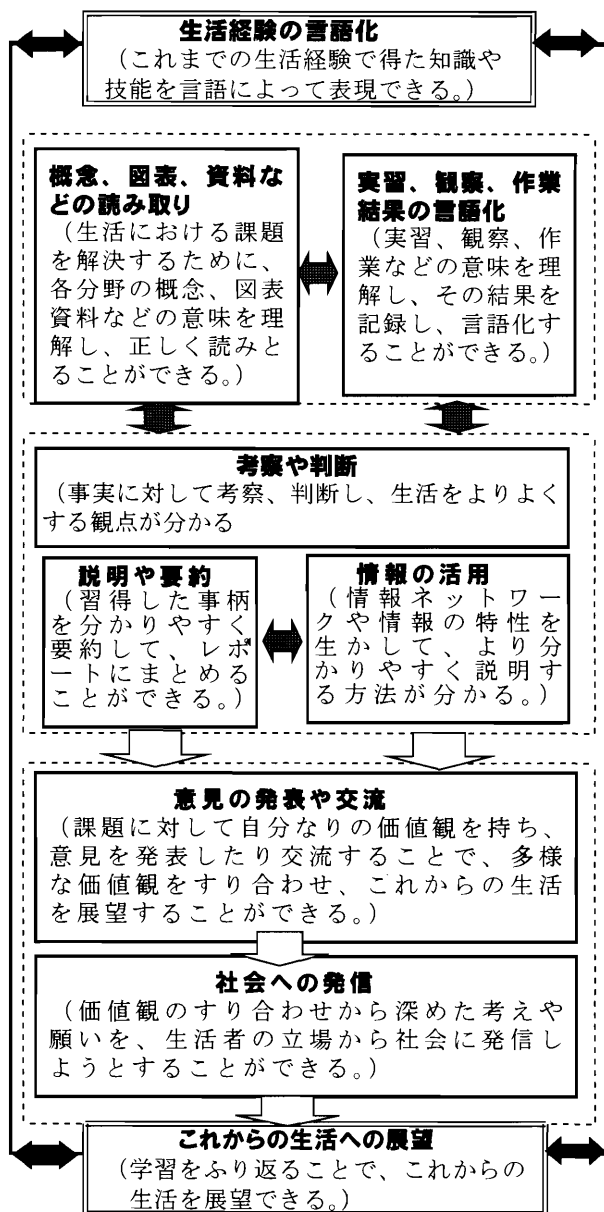 生活経験の言語化
（これまでの生活経験で得た知識や
技能を言語によって表現できる。）
概念、図表、資料な
どの読み取り
（生活における課題
を解決するために、
各分野の概念、図表
資料などの意味を理
解し、正しく読みと
ることができる。）
実習、観察、作業
結果の言語化
（実習、観察、作
業などの意味を理
解し、その結果を
記録し、言語化す
ることができる。）
考察や判断
（事実に対して考察、判断し、生活をよりよく
する観点が分かる
説明や要約
（習得した事柄
を分かりやすく
要約して、レポ
ートにまとめる
ことができる。）
情報の活用
（情報ネットワー
クや情報の特性を
生かして、より分
かりやすく説明す
る方法が分かる。）
意見の発表や交流
（課題に対して自分なりの価値観を持ち、
意見を発表したり交流することで、多様
な価値観をすり合わせ、これからの生活
を展望することができる。）
社会への発信
（価値観のすり合わせから深めた考えや
願いを、生活者の立場から社会に発信し
ようとすることができる。）
これからの生活への展望
（学習をふり返ることで、これからの
生活を展望できる。）